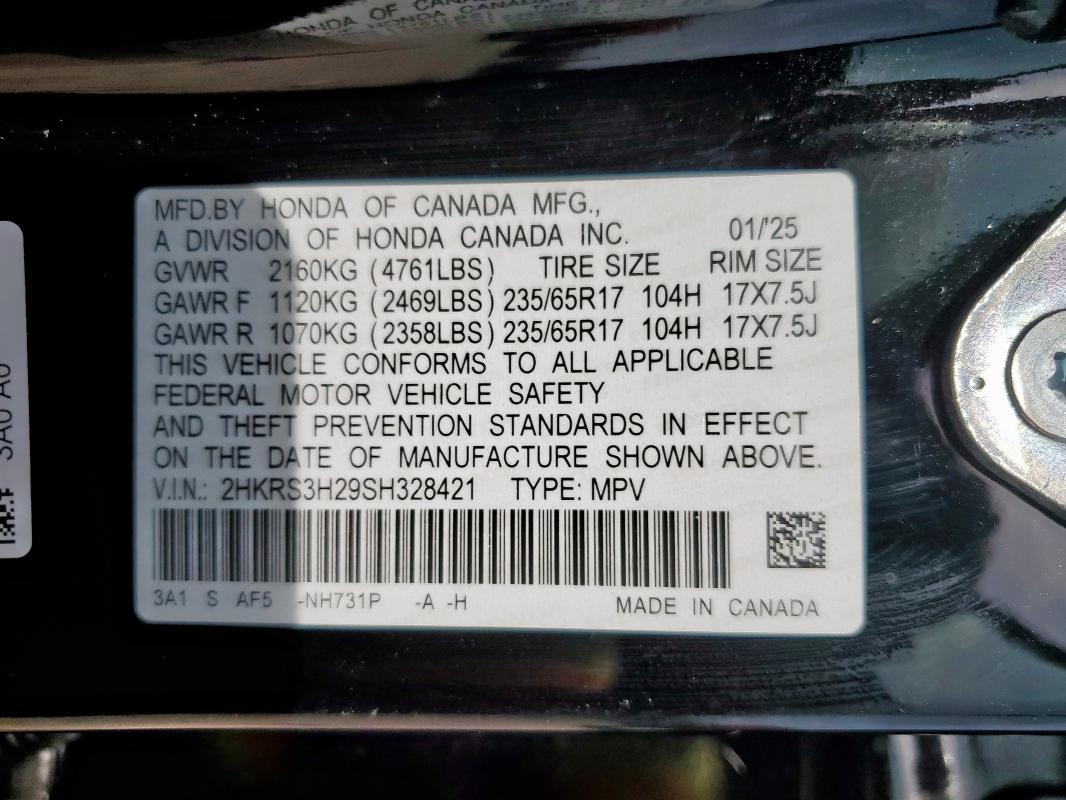 MFD.BY HONDA OF CANADA MFG.,
A DIVISION OF HONDA CANADA INC. 01/'25
GVWR 2160KG (4761LBS) TIRE SIZE RIM SIZE
GAWR F 1120KG (2469LBS) 235/65R17 104H 17X7.5J
GAWR R 1070KG (2358LBS) 235/65R17 104H 17X7.5J
THIS VEHICLE CONFORMS TO ALL APPLICABLE
FEDERAL MOTOR VEHICLE SAFETY
AND THEFT PREVENTION STANDARDS IN EFFECT
ON THE DATE OF MANUFACTURE SHOWN ABOVE.
V.I.N.: 2HKRS3H29SH328421 TYPE: MPV
3A1 S AF5 -NH731P -A -H MADE IN CANADA
3A0 A0